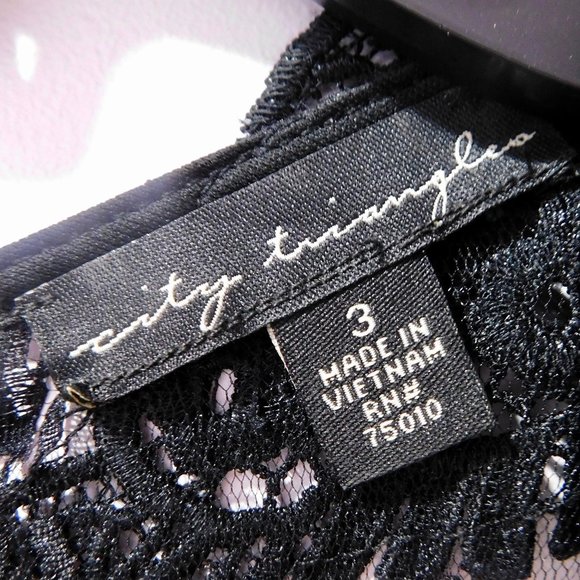 city triangles
3
MADE IN
VIETNAM
RN#
75010